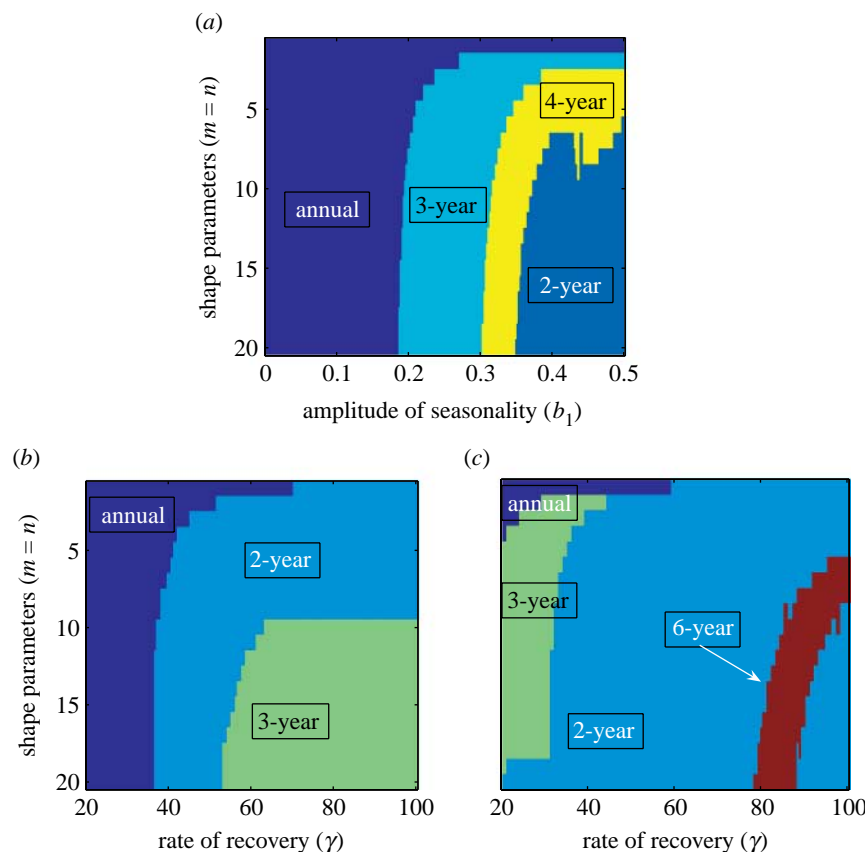 (a)
shape parameters (m = n)
5
10
15
20
annual
3-year
4-year
2-year
0 0.1 0.2 0.3 0.4 0.5
amplitude of seasonality (b1)
(b)
shape parameters (m = n)
5
10
15
20
annual
2-year
3-year
20 40 60 80 100
rate of recovery (γ)
(c)
annual
3-year
6-year
2-year
20 40 60 80 100
rate of recovery (γ)